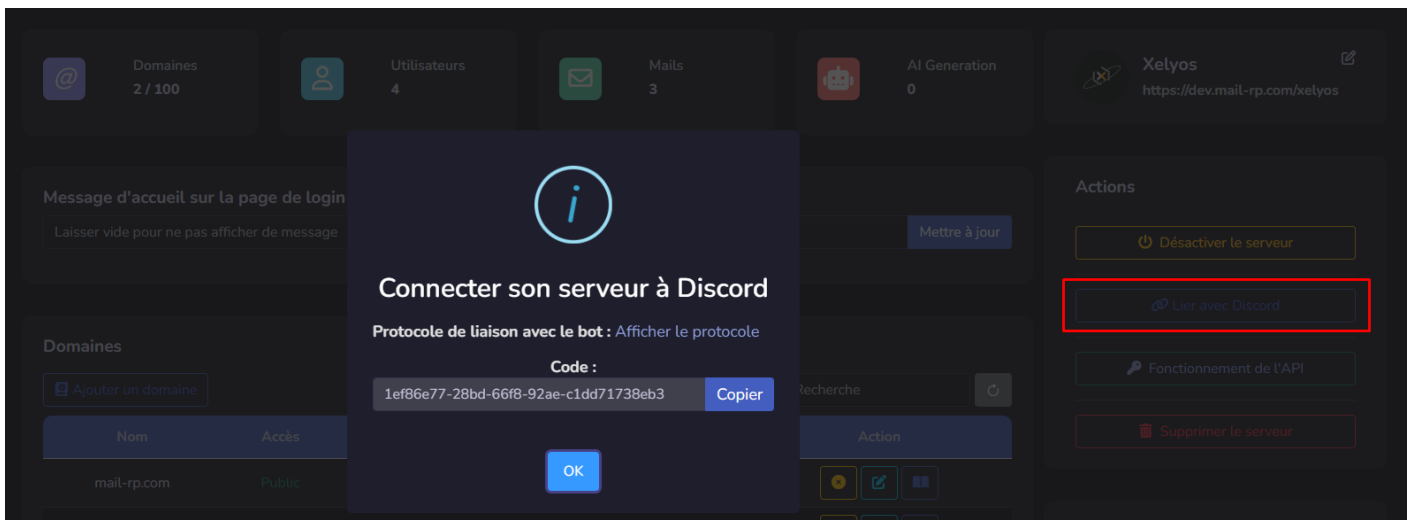 Domaines
2 / 100
Utilisateurs
4
Mails
3
AI Generation
0
Xelyos
https://dev.mail-rp.com/xelyos
Message d'accueil sur la page de login
Laisser vide pour ne pas afficher de message
Mettre à jour
Connecter son serveur à Discord
Protocole de liaison avec le bot : Afficher le protocole
Code :
1ef86e77-28bd-66f8-92ae-c1dd71738eb3
Copier
OK
Actions
Désactiver le serveur
Lier avec Discord
Fonctionnement de l'API
Supprimer le serveur
Domaines
Ajouter un domaine
Recherche
Nom
Accès
Action
mail-rp.com
Public